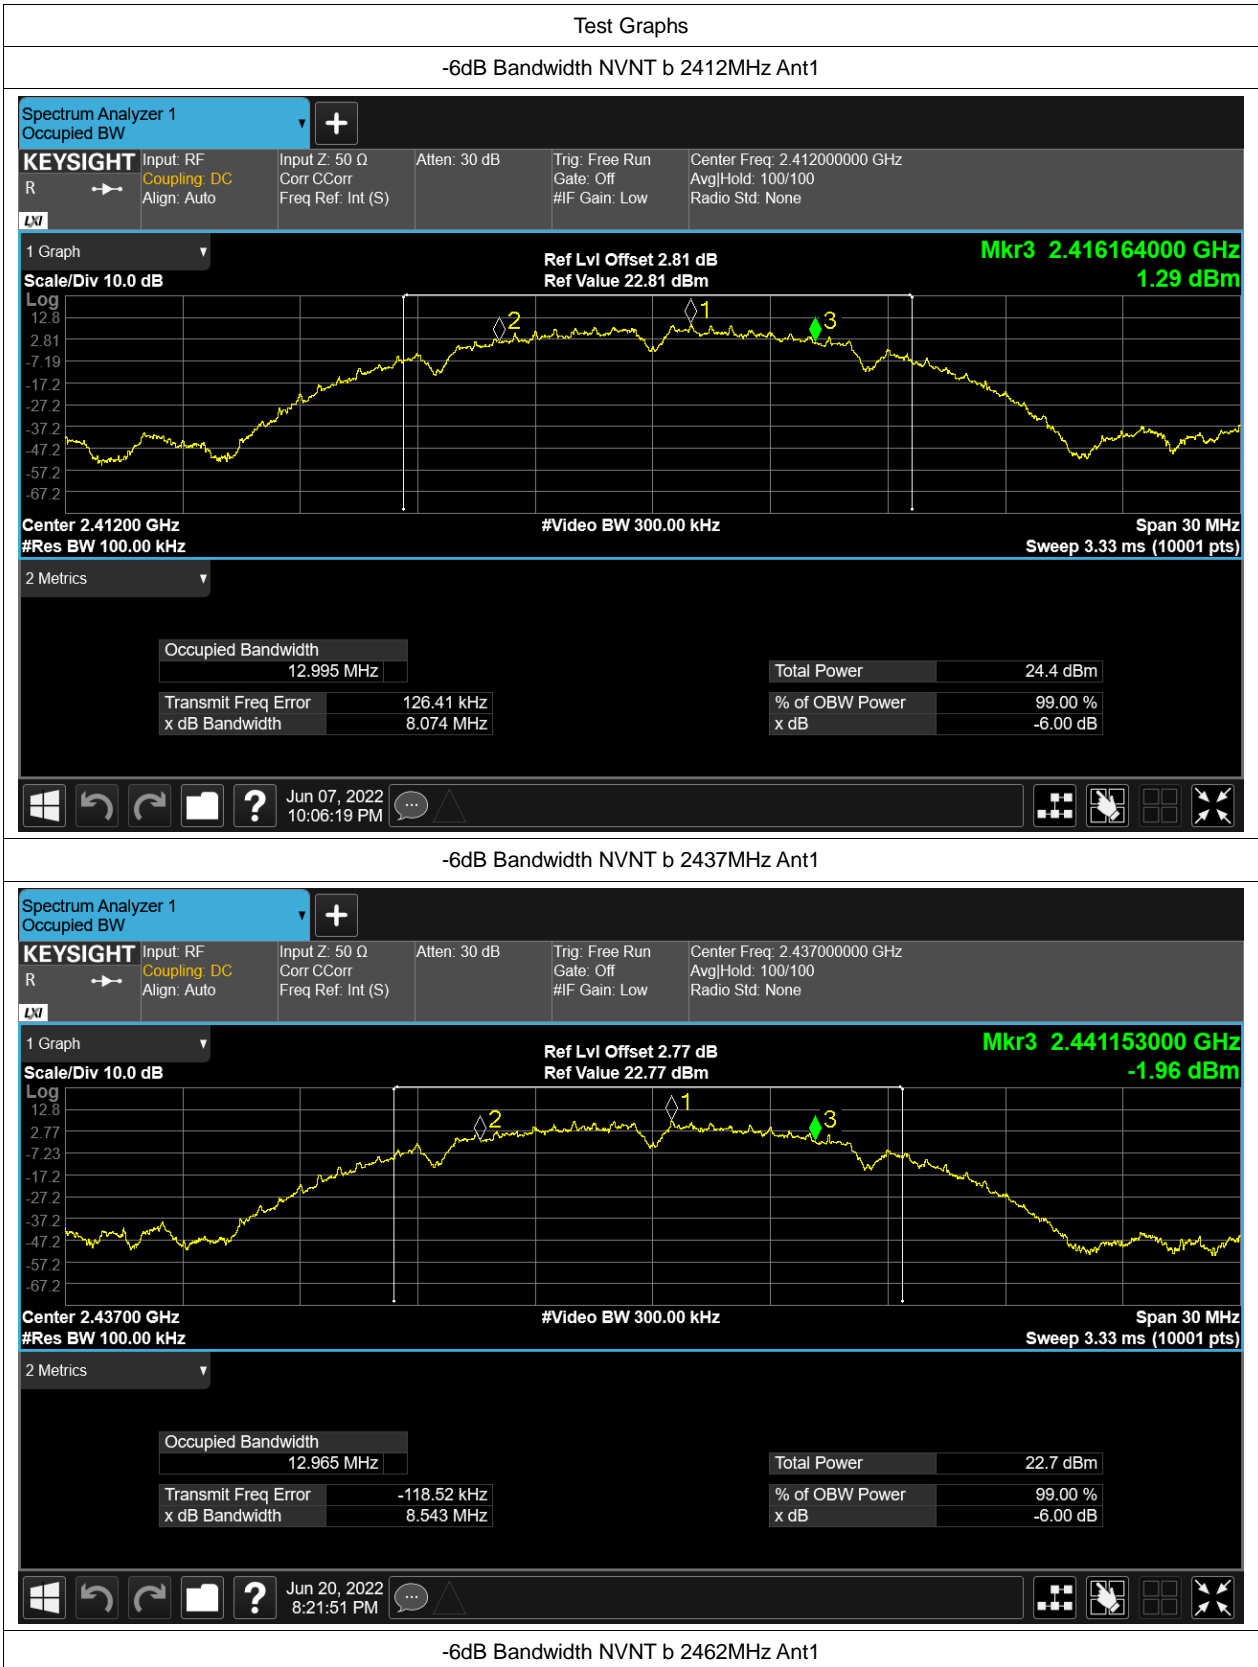 Test Graphs
-6dB Bandwidth NVNT b 2412MHz Ant1
Spectrum Analyzer 1
Occupied BW
KEYSIGHT Input: RF Input Z: 50 Ω Atten: 30 dB Trig: Free Run Center Freq: 2.412000000 GHz
R Coupling: DC Corr CCorr Gate: Off Avg|Hold: 100/100
Align: Auto Freq Ref: Int (S) #IF Gain: Low Radio Std: None
LXI
1 Graph Ref Lvl Offset 2.81 dB Mkr3 2.416164000 GHz
Scale/Div 10.0 dB Ref Value 22.81 dBm 1.29 dBm
Log
12.8
2.81
-7.19
-17.2
-27.2
-37.2
-47.2
-57.2
-67.2
2 1 3
Center 2.41200 GHz #Video BW 300.00 kHz Span 30 MHz
#Res BW 100.00 kHz Sweep 3.33 ms (10001 pts)
2 Metrics
Occupied Bandwidth
12.995 MHz Total Power 24.4 dBm
Transmit Freq Error 126.41 kHz % of OBW Power 99.00 %
x dB Bandwidth 8.074 MHz x dB -6.00 dB
Jun 07, 2022
10:06:19 PM
-6dB Bandwidth NVNT b 2437MHz Ant1
Spectrum Analyzer 1
Occupied BW
KEYSIGHT Input: RF Input Z: 50 Ω Atten: 30 dB Trig: Free Run Center Freq: 2.437000000 GHz
R Coupling: DC Corr CCorr Gate: Off Avg|Hold: 100/100
Align: Auto Freq Ref: Int (S) #IF Gain: Low Radio Std: None
LXI
1 Graph Ref Lvl Offset 2.77 dB Mkr3 2.441153000 GHz
Scale/Div 10.0 dB Ref Value 22.77 dBm -1.96 dBm
Log
12.8
2.77
-7.23
-17.2
-27.2
-37.2
-47.2
-57.2
-67.2
2 1 3
Center 2.43700 GHz #Video BW 300.00 kHz Span 30 MHz
#Res BW 100.00 kHz Sweep 3.33 ms (10001 pts)
2 Metrics
Occupied Bandwidth
12.965 MHz Total Power 22.7 dBm
Transmit Freq Error -118.52 kHz % of OBW Power 99.00 %
x dB Bandwidth 8.543 MHz x dB -6.00 dB
Jun 20, 2022
8:21:51 PM
-6dB Bandwidth NVNT b 2462MHz Ant1